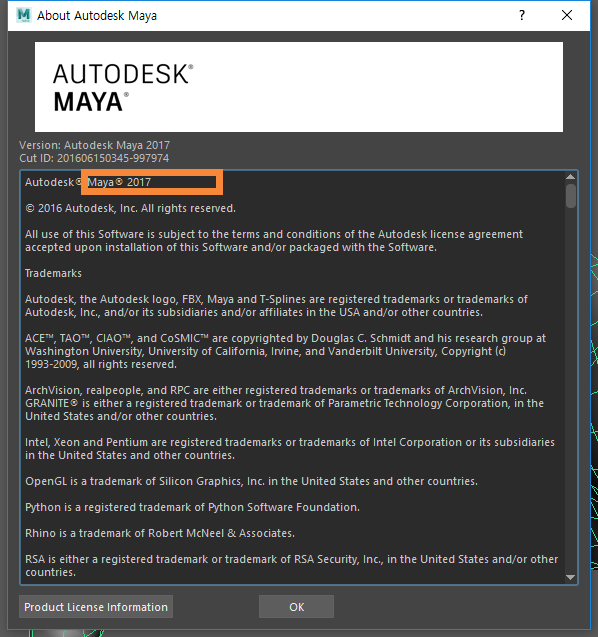 About Autodesk Maya
AUTODESK®
MAYA®
Version: Autodesk Maya 2017
Cut ID: 201606150345-997974
Autodesk® Maya® 2017
© 2016 Autodesk, Inc. All rights reserved.
All use of this Software is subject to the terms and conditions of the Autodesk license agreement
accepted upon installation of this Software and/or packaged with the Software.
Trademarks
Autodesk, the Autodesk logo, FBX, Maya and T-Splines are registered trademarks or trademarks of
Autodesk, Inc., and/or its subsidiaries and/or affiliates in the USA and/or other countries.
ACE™, TAO™, CIAO™, and CoSMIC™ are copyrighted by Douglas C. Schmidt and his research group at
Washington University, University of California, Irvine, and Vanderbilt University, Copyright (c)
1993-2009, all rights reserved.
ArchVision, realpeople, and RPC are either registered trademarks or trademarks of ArchVision, Inc.
GRANITE® is either a registered trademark or trademark of Parametric Technology Corporation, in the
United States and/or other countries.
Intel, Xeon and Pentium are registered trademarks or trademarks of Intel Corporation or its subsidiaries
in the United States and other countries.
OpenGL is a trademark of Silicon Graphics, Inc. in the United States and other countries.
Python is a registered trademark of Python Software Foundation.
Rhino is a trademark of Robert McNeel & Associates.
RSA is either a registered trademark or trademark of RSA Security, Inc., in the United States and/or other
countries.
Product License Information
OK